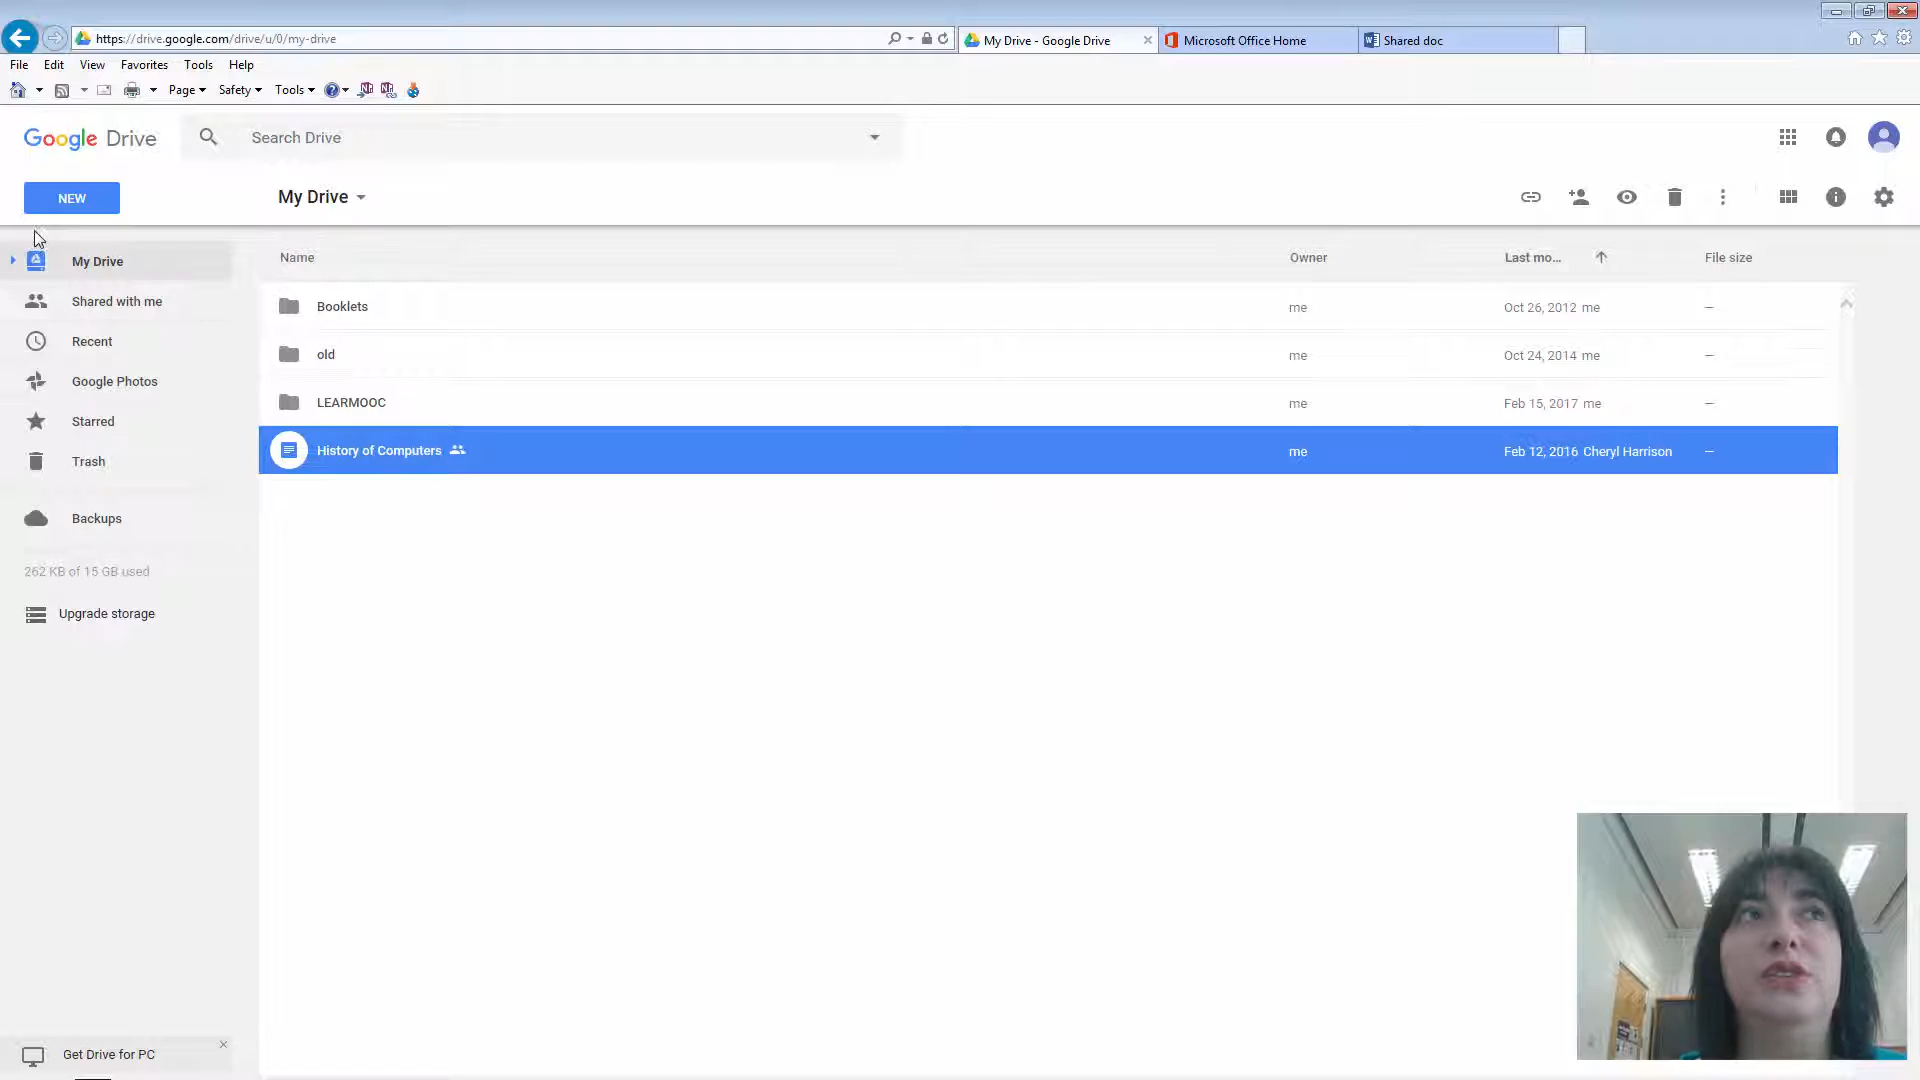 https://drive.google.com/drive/u/0/my-drive
My Drive - Google Drive
Microsoft Office Home
Shared doc
File Edit View Favorites Tools Help
Page Safety Tools
Google Drive
Search Drive
NEW
My Drive
My Drive
Shared with me
Recent
Google Photos
Starred
Trash
Backups
262 KB of 15 GB used
Upgrade storage
Get Drive for PC
Name Owner Last mo... File size
Booklets me Oct 26, 2012 me –
old me Oct 24, 2014 me –
LEARMOOC me Feb 15, 2017 me –
History of Computers me Feb 12, 2016 Cheryl Harrison –